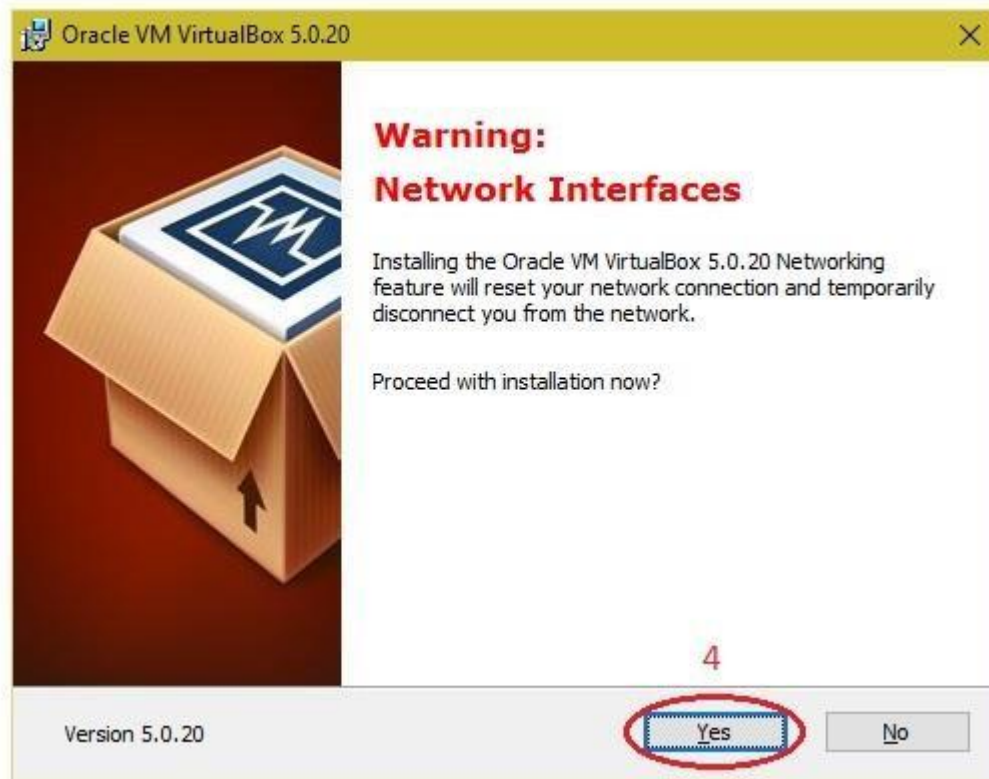 Oracle VM VirtualBox 5.0.20
Warning:
Network Interfaces
Installing the Oracle VM VirtualBox 5.0.20 Networking
feature will reset your network connection and temporarily
disconnect you from the network.
Proceed with installation now?
4
Version 5.0.20
Yes
No